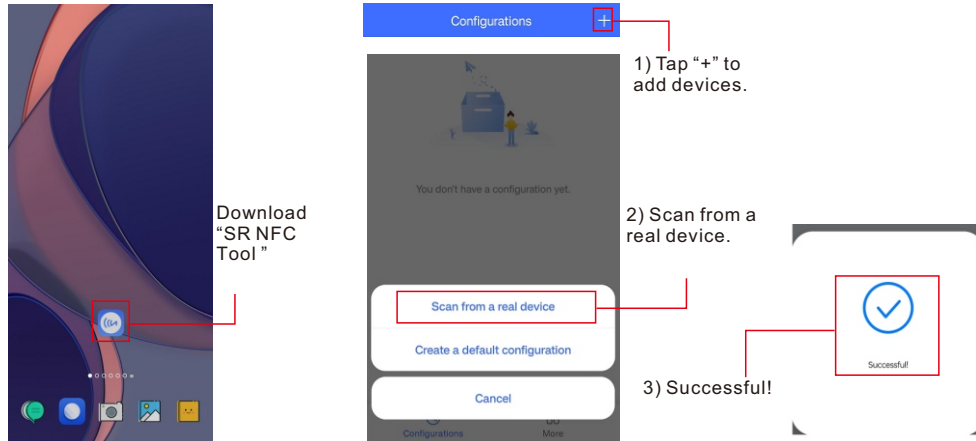 Download
“SR NFC
Tool ”
Configurations
+
1) Tap “+” to
add devices.
You don't have a configuration yet.
2) Scan from a
real device.
Scan from a real device
Create a default configuration
Cancel
Configurations
More
3) Successful!
Successful!